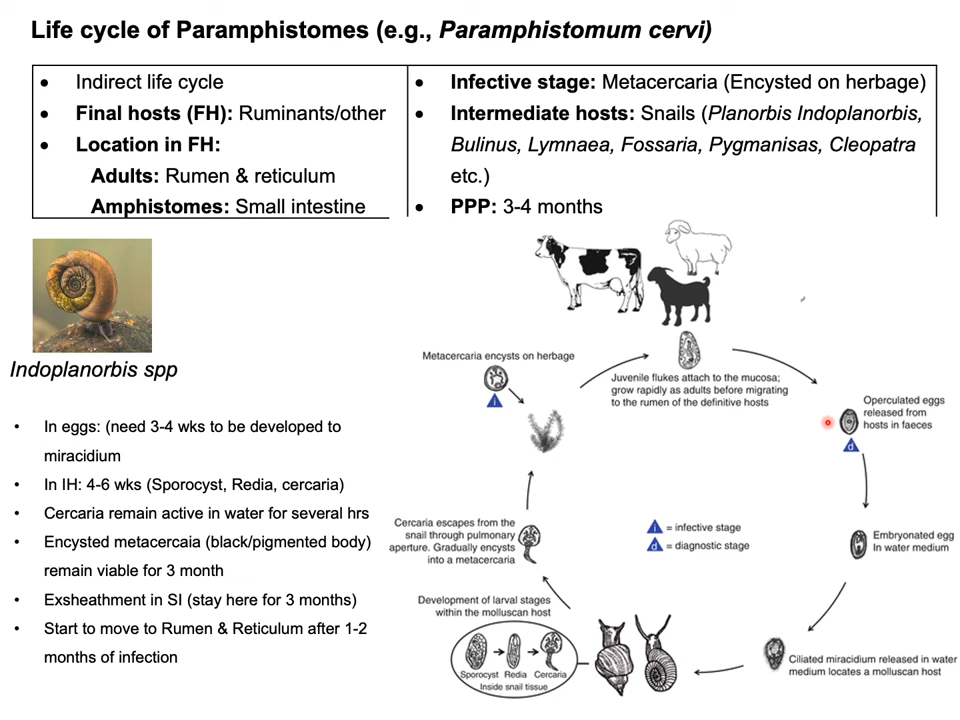 Life cycle of Paramphistomes (e.g., Paramphistomum cervi)
• Indirect life cycle
• Final hosts (FH): Ruminants/other
• Location in FH:
Adults: Rumen & reticulum
Amphistomes: Small intestine
• Infective stage: Metacercaria (Encysted on herbage)
• Intermediate hosts: Snails (Planorbis Indoplanorbis,
Bulinus, Lymnaea, Fossaria, Pygmanisas, Cleopatra
etc.)
• PPP: 3-4 months
Indoplanorbis spp
• In eggs: (need 3-4 wks to be developed to
miracidium
• In IH: 4-6 wks (Sporocyst, Redia, cercaria)
• Cercaria remain active in water for several hrs
• Encysted metacercaia (black/pigmented body)
remain viable for 3 month
• Exsheathment in SI (stay here for 3 months)
• Start to move to Rumen & Reticulum after 1-2
months of infection
Metacercaria encysts on herbage
i
Juvenile flukes attach to the mucosa;
grow rapidly as adults before migrating
to the rumen of the definitive hosts
Operculated eggs
released from
hosts in faeces
d
Embryonated egg
In water medium
Ciliated miracidium released in water
medium locates a molluscan host
Development of larval stages
within the molluscan host
Sporocyst Redia Cercaria
Inside snail tissue
Cercaria escapes from the
snail through pulmonary
aperture. Gradually encysts
into a metacercaria
i = infective stage
d = diagnostic stage